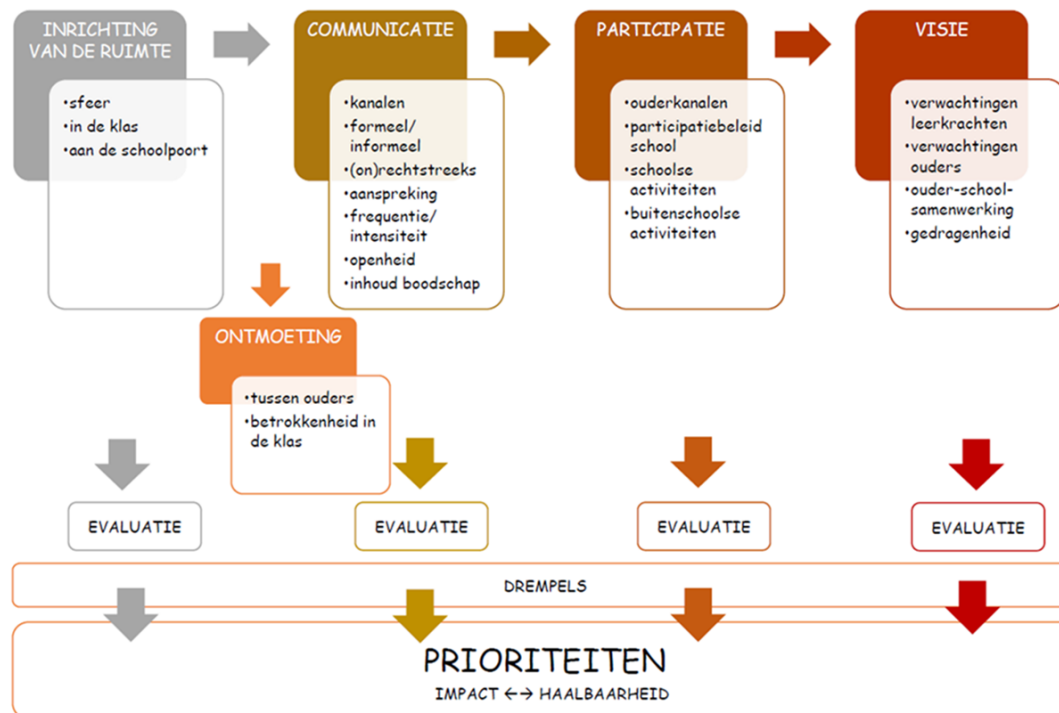 INRICHTING
VAN DE RUIMTE
•sfeer
•in de klas
•aan de schoolpoort
COMMUNICATIE
•kanalen
•formeel/
informeel
•(on)rechtstreeks
•aanspreking
•frequentie/
intensiteit
•openheid
•inhoud boodschap
PARTICIPATIE
•ouderkanalen
•participatiebeleid
school
•schoolse
activiteiten
•buitenschoolse
activiteiten
VISIE
•verwachtingen
leerkrachten
•verwachtingen
ouders
•ouder-school-
samenwerking
•gedragenheid
ONTMOETING
•tussen ouders
•betrokkenheid in
de klas
EVALUATIE
EVALUATIE
EVALUATIE
EVALUATIE
DREMPELS
PRIORITEITEN
IMPACT ←→ HAALBAARHEID